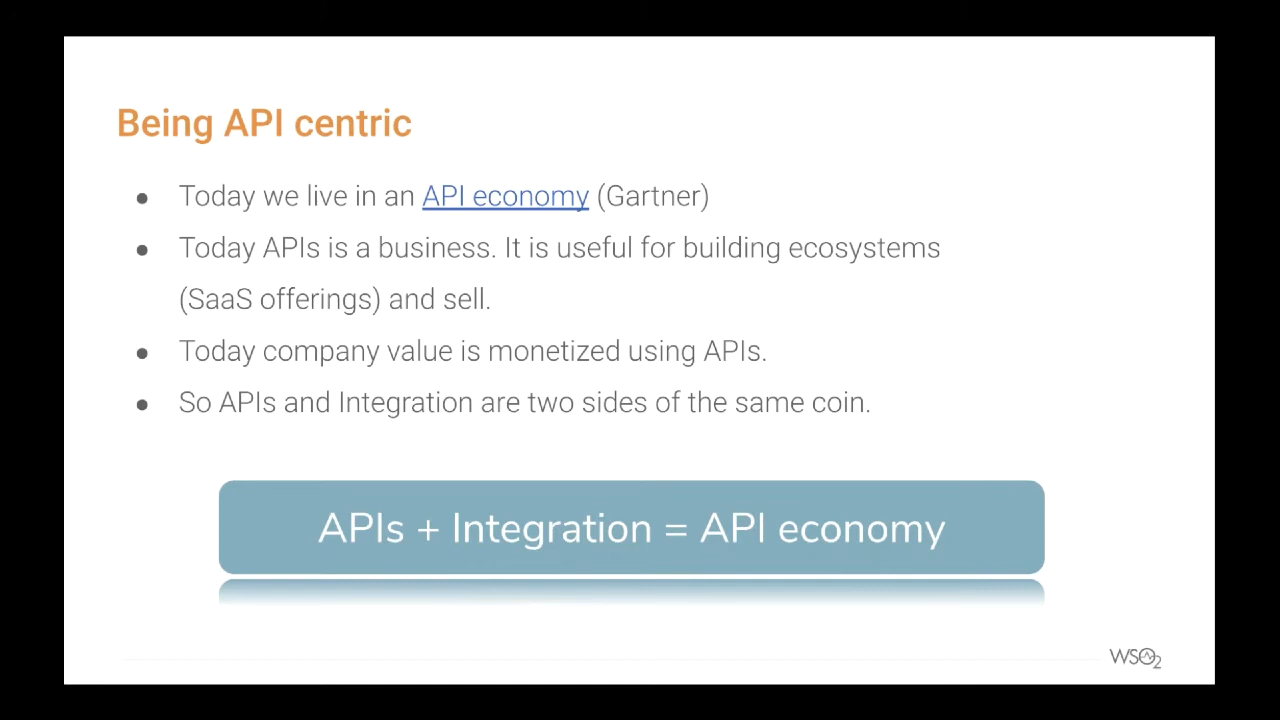 Being API centric
● Today we live in an API economy (Gartner)
● Today APIs is a business. It is useful for building ecosystems
(SaaS offerings) and sell.
● Today company value is monetized using APIs.
● So APIs and Integration are two sides of the same coin.
APIs + Integration = API economy
WSO2